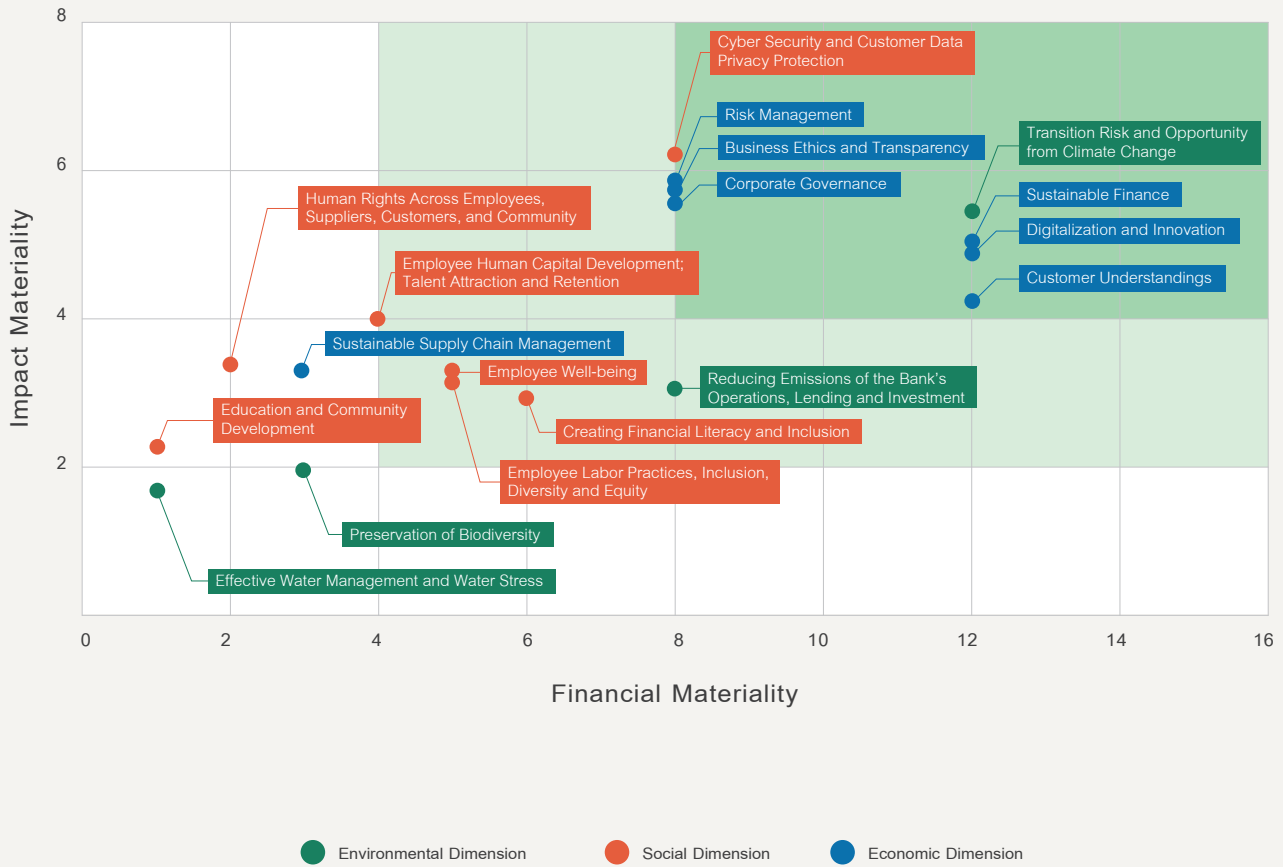 8
Cyber Security and Customer Data
Privacy Protection
Risk Management
Business Ethics and Transparency
Corporate Governance
Transition Risk and Opportunity
from Climate Change
Sustainable Finance
Digitalization and Innovation
Customer Understandings
6
Human Rights Across Employees,
Suppliers, Customers, and Community
Employee Human Capital Development;
Talent Attraction and Retention
Impact Materiality
4
Sustainable Supply Chain Management
Employee Well-being
Reducing Emissions of the Bank's
Operations, Lending and Investment
Education and Community
Development
Creating Financial Literacy and Inclusion
2
Employee Labor Practices, Inclusion,
Diversity and Equity
Preservation of Biodiversity
Effective Water Management and Water Stress
0 2 4 6 8 10 12 14 16
Financial Materiality
Environmental Dimension
Social Dimension
Economic Dimension